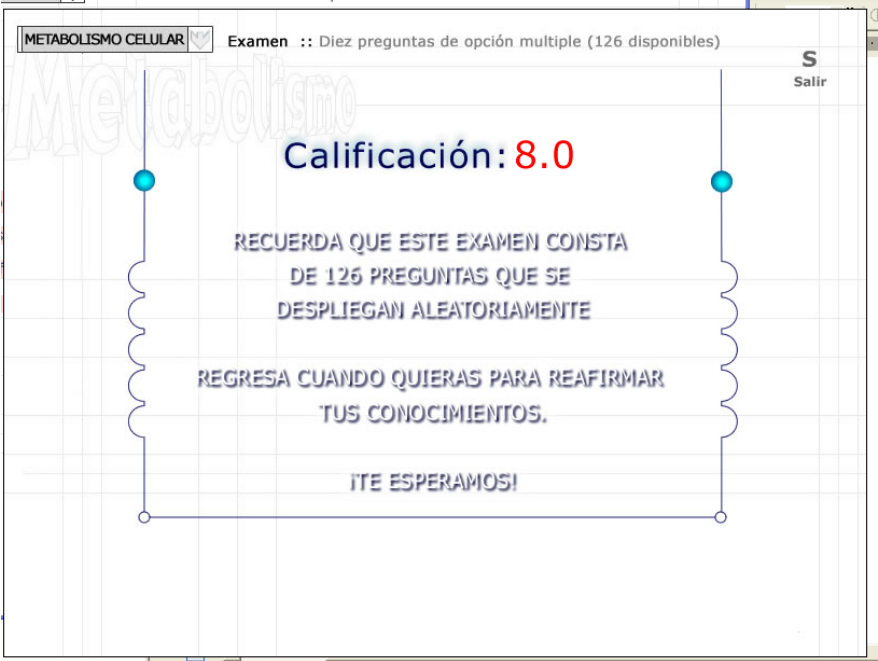 METABOLISMO CELULAR
Examen :: Diez preguntas de opción multiple (126 disponibles)
S
Salir
Metabolismo
Calificación: 8.0
RECUERDA QUE ESTE EXAMEN CONSTA
DE 126 PREGUNTAS QUE SE
DESPLIEGAN ALEATORIAMENTE
REGRESA CUANDO QUIERAS PARA REAFIRMAR
TUS CONOCIMIENTOS.
¡TE ESPERAMOS!